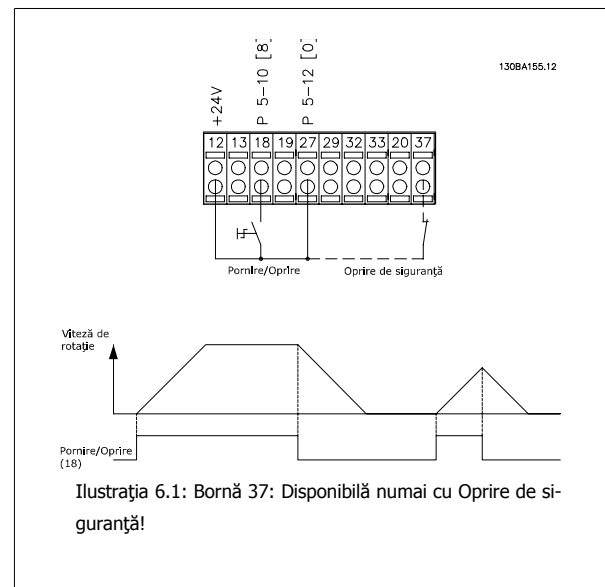 130BA155.12
+24V
P 5-10 [8]
P 5-12 [0]
12 13 18 19 27 29 32 33 20 37
Pornire/Oprire
Oprire de siguranţă
Viteză de
rotaţie
Pornire/Oprire
(18)
Ilustraţia 6.1: Bornă 37: Disponibilă numai cu Oprire de si-
guranţă!